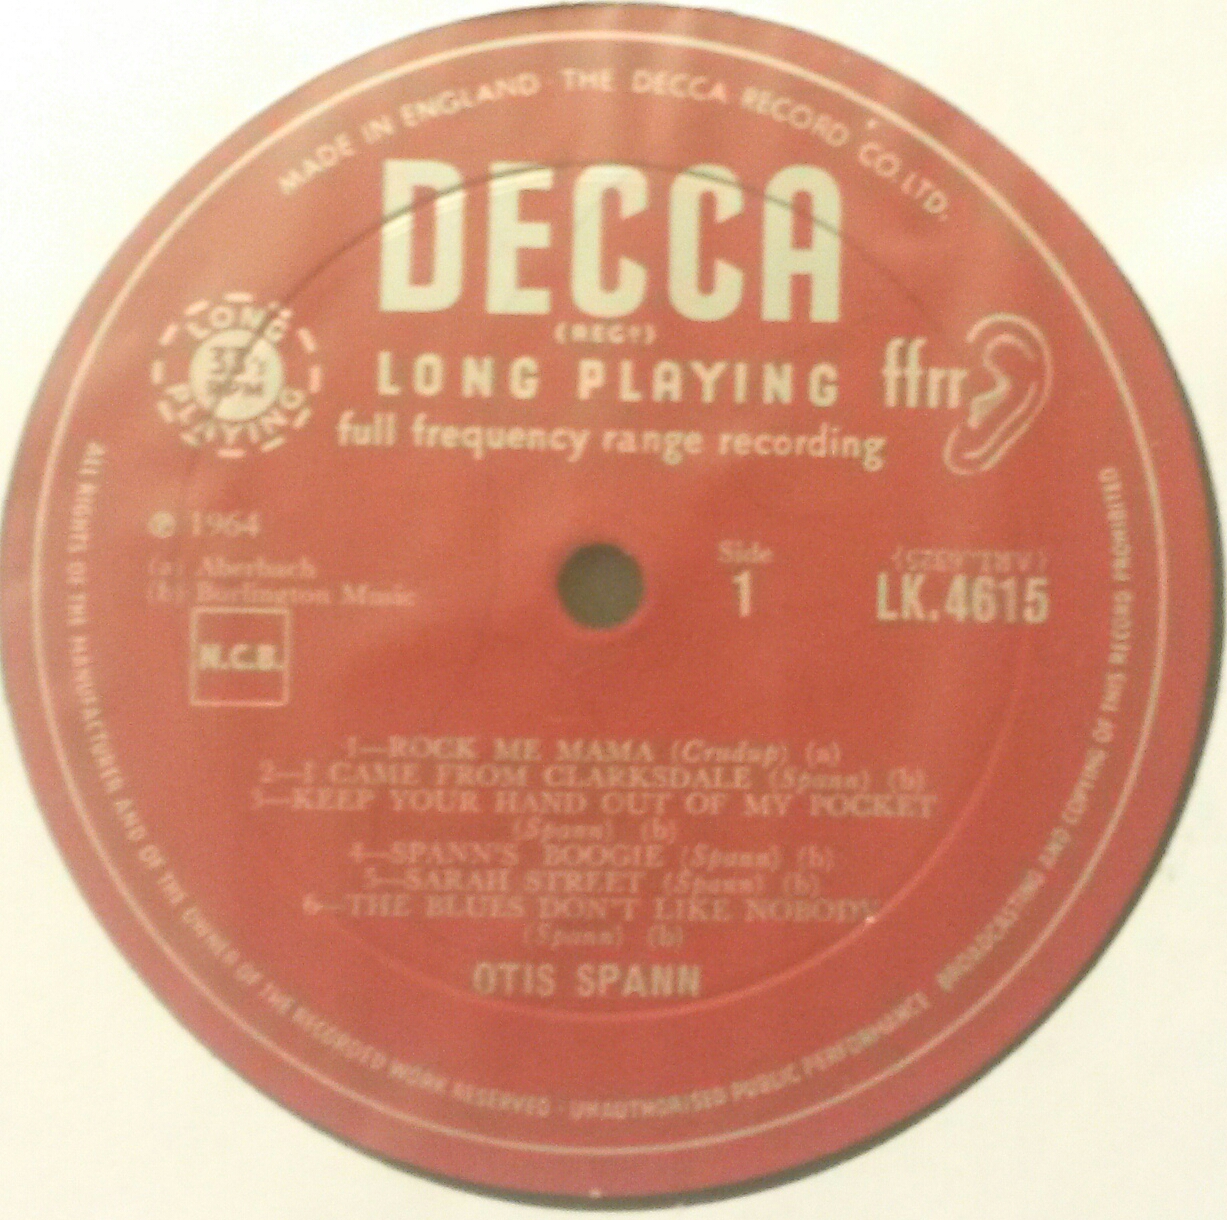 MADE IN ENGLAND · THE DECCA RECORD CO. LTD.
DECCA
(REGD)
LONG PLAYING
ffrr
full frequency range recording
LONG
33⅓
RPM
PLAYING
℗ 1964
(a) Aberbach
(b) Burlington Music
N.C.B.
Side
1
(ARL-6325)
LK.4615
1—ROCK ME MAMA (Crudup) (a)
2—I CAME FROM CLARKSDALE (Spann) (b)
3—KEEP YOUR HAND OUT OF MY POCKET
(Spann) (b)
4—SPANN'S BOOGIE (Spann) (b)
5—SARAH STREET (Spann) (b)
6—THE BLUES DON'T LIKE NOBODY
(Spann) (b)
OTIS SPANN
ALL RIGHTS OF THE MANUFACTURER AND OF THE OWNER OF THE RECORDED WORK RESERVED · UNAUTHORISED PUBLIC PERFORMANCE BROADCASTING AND COPYING OF THIS RECORD PROHIBITED